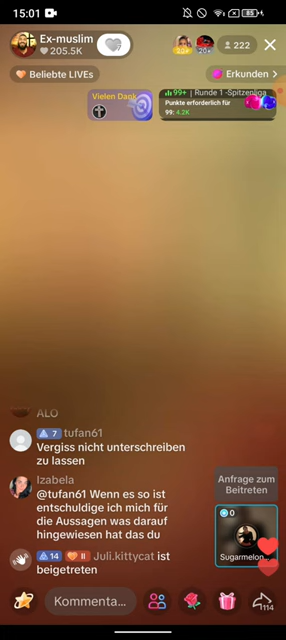 15:01
85
Ex-muslim
205.5K
222
Beliebte LIVEs
Erkunden
Vielen Dank
99+ | Runde 1 -Spitzenliga
Punkte erforderlich für
99: 4.2K
ALO
7 tufan61
Vergiss nicht unterschreiben
zu lassen
Izabela
@tufan61 Wenn es so ist
entschuldige ich mich für
die Aussagen was darauf
hingewiesen hat das du
14 II Juli.kittycat ist
beigetreten
Anfrage zum
Beitreten
0
Sugarmelon...
Kommenta...
114